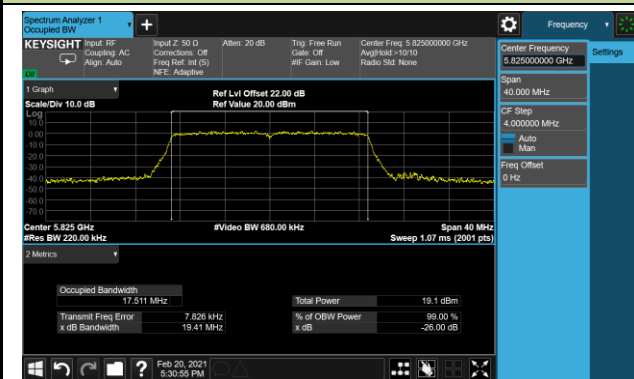 Spectrum Analyzer 1
Occupied BW
Frequency
KEYSIGHT
Input: RF
Coupling: AC
Align: Auto
Input Z: 50 Ω
Corrections: Off
Freq Ref: Int (S)
NFE: Adaptive
Atten: 20 dB
Trig: Free Run
Gate: Off
#IF Gain: Low
Center Freq: 5.825000000 GHz
Avg|Hold:>10/10
Radio Std: None
Center Frequency
5.825000000 GHz
Settings
Span
40.000 MHz
CF Step
4.000000 MHz
Auto
Man
Freq Offset
0 Hz
1 Graph
Scale/Div 10.0 dB
Ref Lvl Offset 22.00 dB
Ref Value 20.00 dBm
Log
10.0
0.00
-10.0
-20.0
-30.0
-40.0
-50.0
-60.0
-70.0
Center 5.825 GHz
#Res BW 220.00 kHz
#Video BW 680.00 kHz
Span 40 MHz
Sweep 1.07 ms (2001 pts)
2 Metrics
Occupied Bandwidth
17.511 MHz
Total Power 19.1 dBm
Transmit Freq Error 7.826 kHz
% of OBW Power 99.00 %
x dB Bandwidth 19.41 MHz
x dB -26.00 dB
Feb 20, 2021
5:30:55 PM